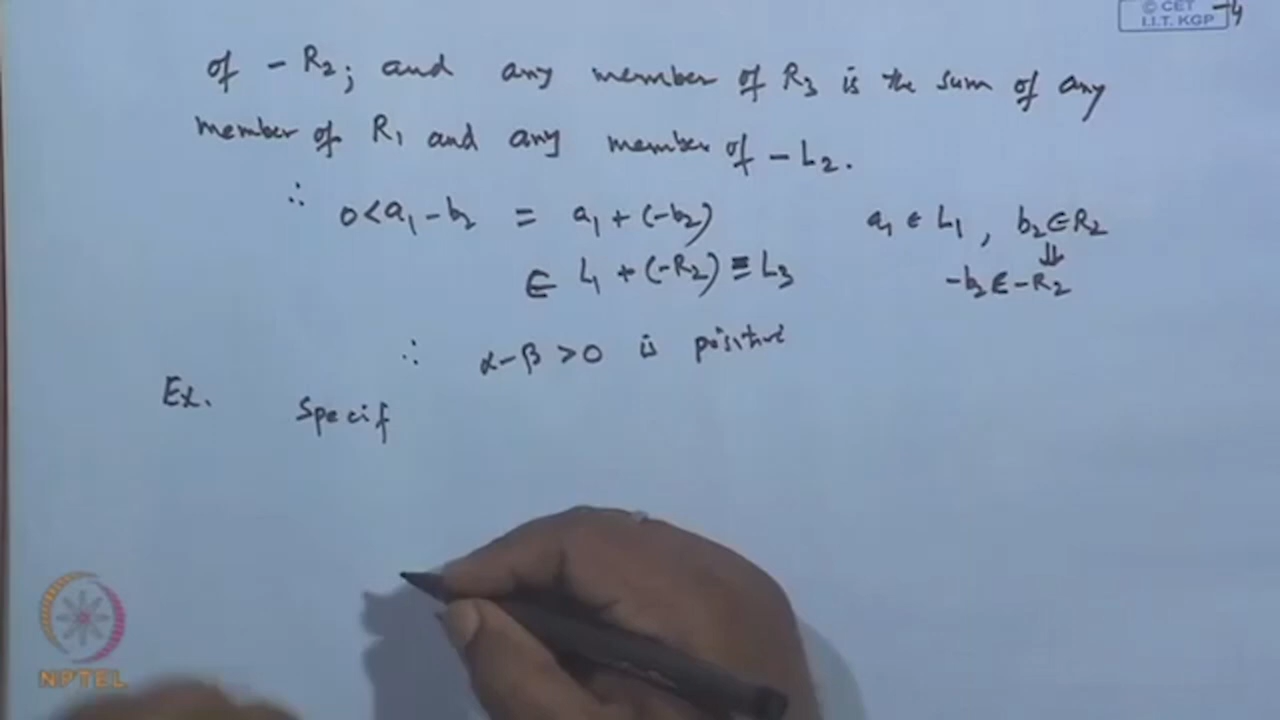 © CET
I.I.T. KGP
-4
of - R₂; and any member of R₃ is the sum of any
member of R₁ and any member of - L₂.
∴ 0<a₁-b₂ = a₁+(-b₂) a₁ ∈ L₁, b₂∈R₂
⇓
∈ L₁ + (-R₂) ≡ L₃ -b₂∈-R₂
∴ α-β>0 is positive
Ex. Specif
NPTEL